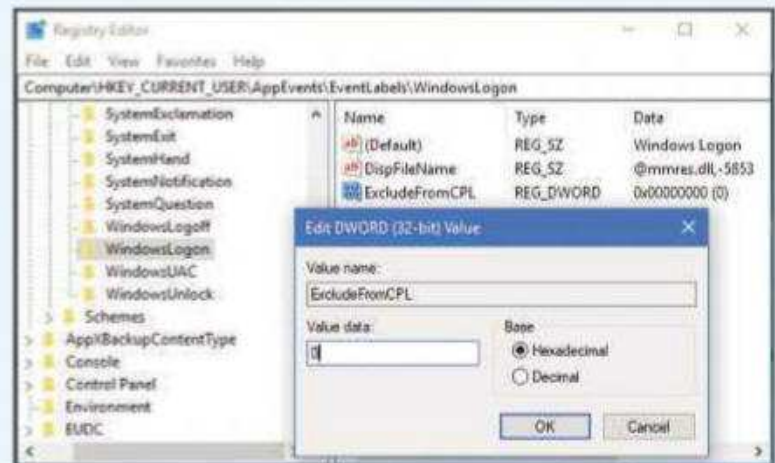 Registry Editor
File Edit View Favorites Help
Computer\HKEY_CURRENT_USER\AppEvents\EventLabels\WindowsLogon
SystemExclamation
SystemExit
SystemHand
SystemNotification
SystemQuestion
WindowsLogoff
WindowsLogon
WindowsUAC
WindowsUnlock
Schemes
AppXBackupContentType
Console
Control Panel
Environment
EUDC
Name Type Data
ab (Default) REG_SZ Windows Logon
ab DispFileName REG_SZ @mmres.dll,-5853
ExcludeFromCPL REG_DWORD 0x00000000 (0)
Edit DWORD (32-bit) Value
Value name:
ExcludeFromCPL
Value data:
0
Base
Hexadecimal
Decimal
OK Cancel